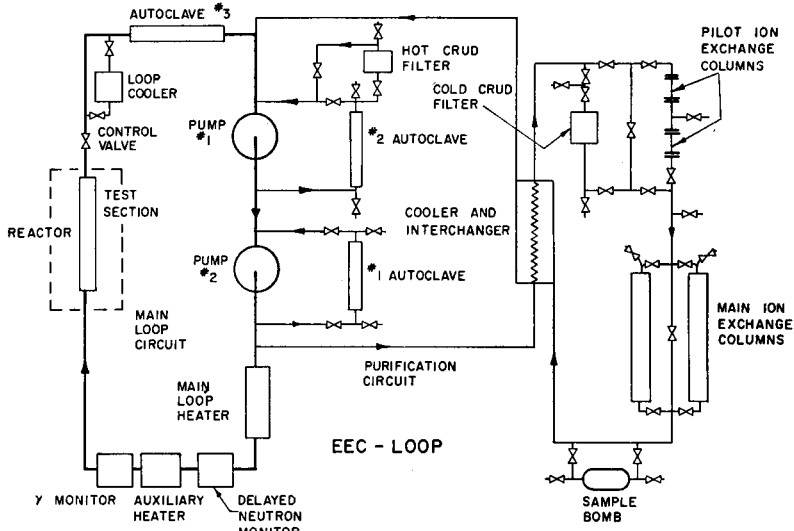 AUTOCLAVE #3
LOOP
COOLER
CONTROL
VALVE
PUMP
#1
HOT CRUD
FILTER
#2 AUTOCLAVE
COLD CRUD
FILTER
PILOT ION
EXCHANGE
COLUMNS
REACTOR
TEST
SECTION
MAIN
LOOP
CIRCUIT
PUMP
#2
#1 AUTOCLAVE
COOLER AND
INTERCHANGER
MAIN ION
EXCHANGE
COLUMNS
PURIFICATION
CIRCUIT
MAIN
LOOP
HEATER
EEC - LOOP
γ MONITOR
AUXILIARY
HEATER
DELAYED
NEUTRON
MONITOR
SAMPLE
BOMB